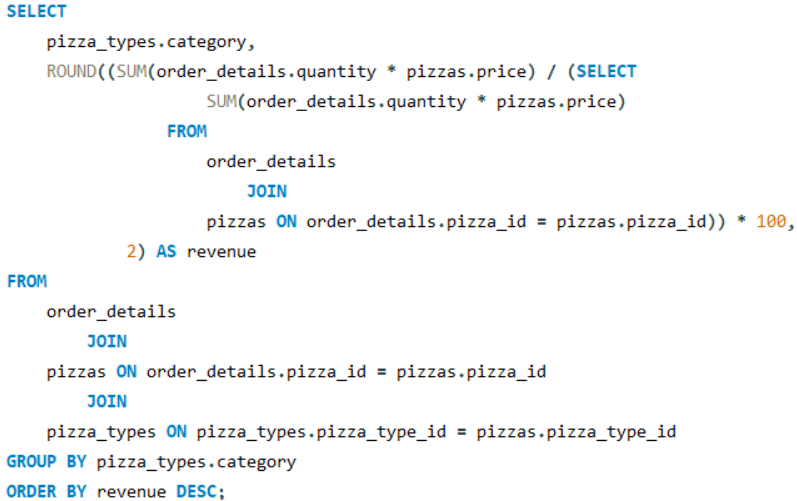 SELECT
pizza_types.category,
ROUND((SUM(order_details.quantity * pizzas.price) / (SELECT
SUM(order_details.quantity * pizzas.price)
FROM
order_details
JOIN
pizzas ON order_details.pizza_id = pizzas.pizza_id)) * 100,
2) AS revenue
FROM
order_details
JOIN
pizzas ON order_details.pizza_id = pizzas.pizza_id
JOIN
pizza_types ON pizza_types.pizza_type_id = pizzas.pizza_type_id
GROUP BY pizza_types.category
ORDER BY revenue DESC;